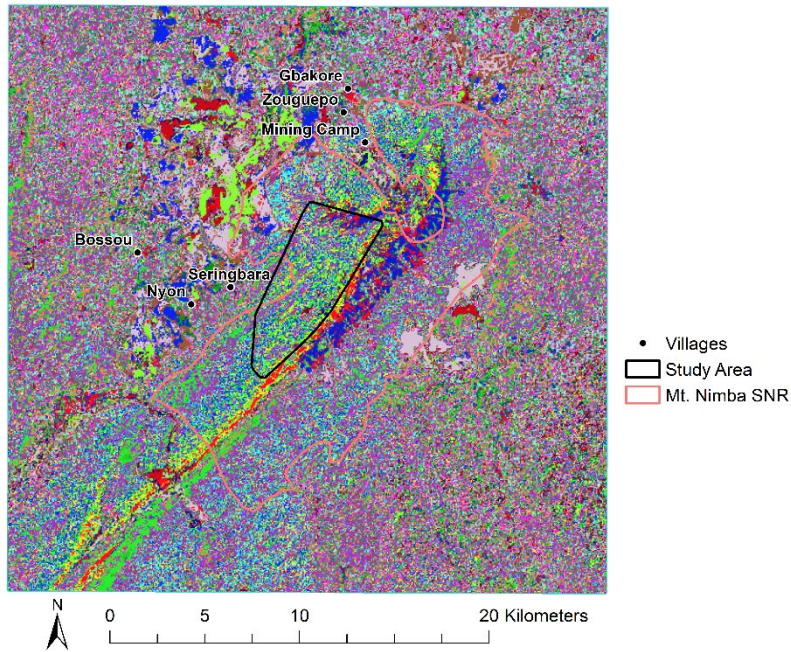 Gbakore
Zouguepo
Mining Camp
Bossou
Seringbara
Nyon
Villages
Study Area
Mt. Nimba SNR
N
0 5 10 20 Kilometers